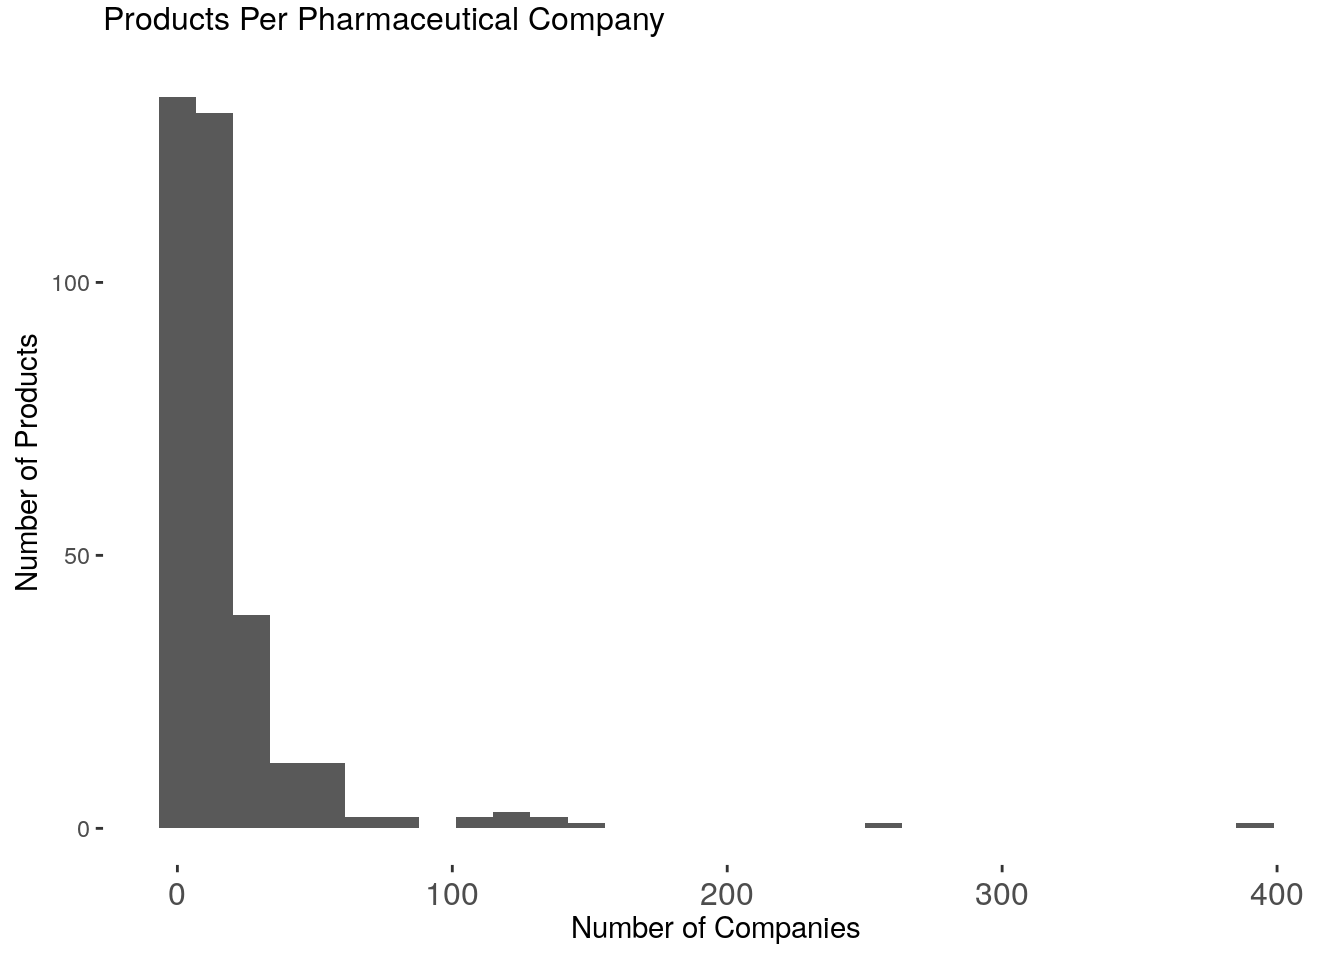 Products Per Pharmaceutical Company
100
50
0
Number of Products
0 100 200 300 400
Number of Companies